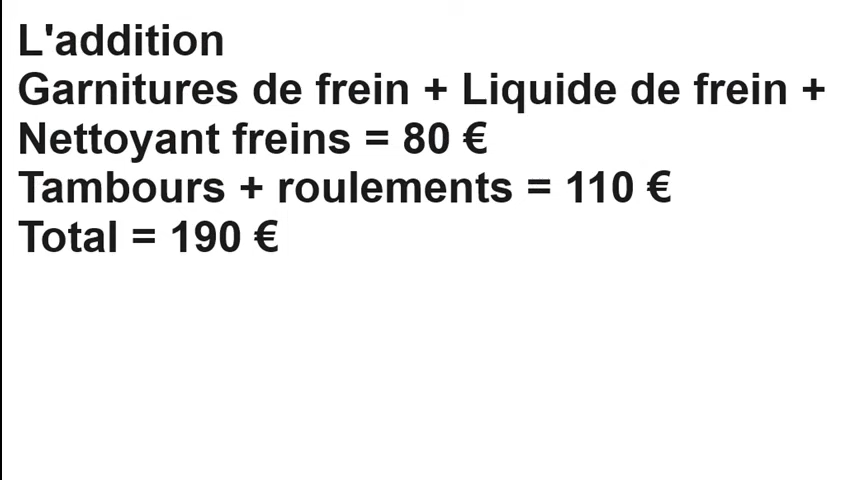 L'addition
Garnitures de frein + Liquide de frein +
Nettoyant freins = 80 €
Tambours + roulements = 110 €
Total = 190 €